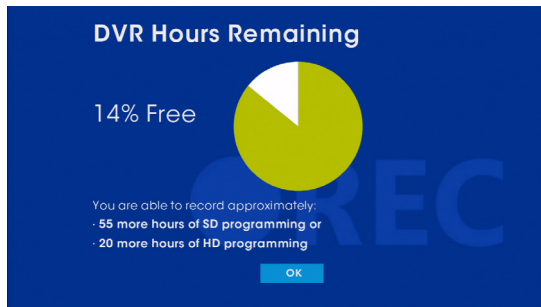 DVR Hours Remaining
14% Free
You are able to record approximately:
· 55 more hours of SD programming or
· 20 more hours of HD programming
REC
OK